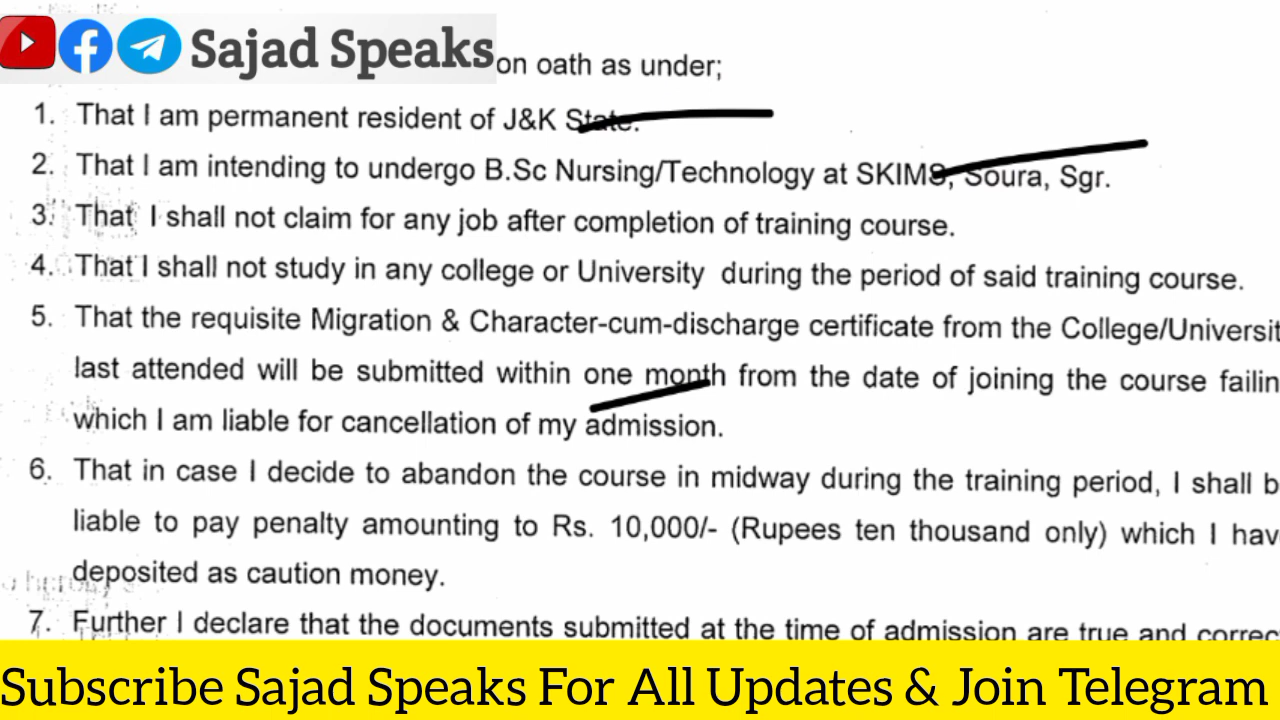 Sajad Speaks
on oath as under;
1. That I am permanent resident of J&K State.
2. That I am intending to undergo B.Sc Nursing/Technology at SKIMS, Soura, Sgr.
3. That I shall not claim for any job after completion of training course.
4. That I shall not study in any college or University during the period of said training course.
5. That the requisite Migration & Character-cum-discharge certificate from the College/Universit
last attended will be submitted within one month from the date of joining the course failin
which I am liable for cancellation of my admission.
6. That in case I decide to abandon the course in midway during the training period, I shall b
liable to pay penalty amounting to Rs. 10,000/- (Rupees ten thousand only) which I hav
deposited as caution money.
7. Further I declare that the documents submitted at the time of admission are true and correc
Subscribe Sajad Speaks For All Updates & Join Telegram